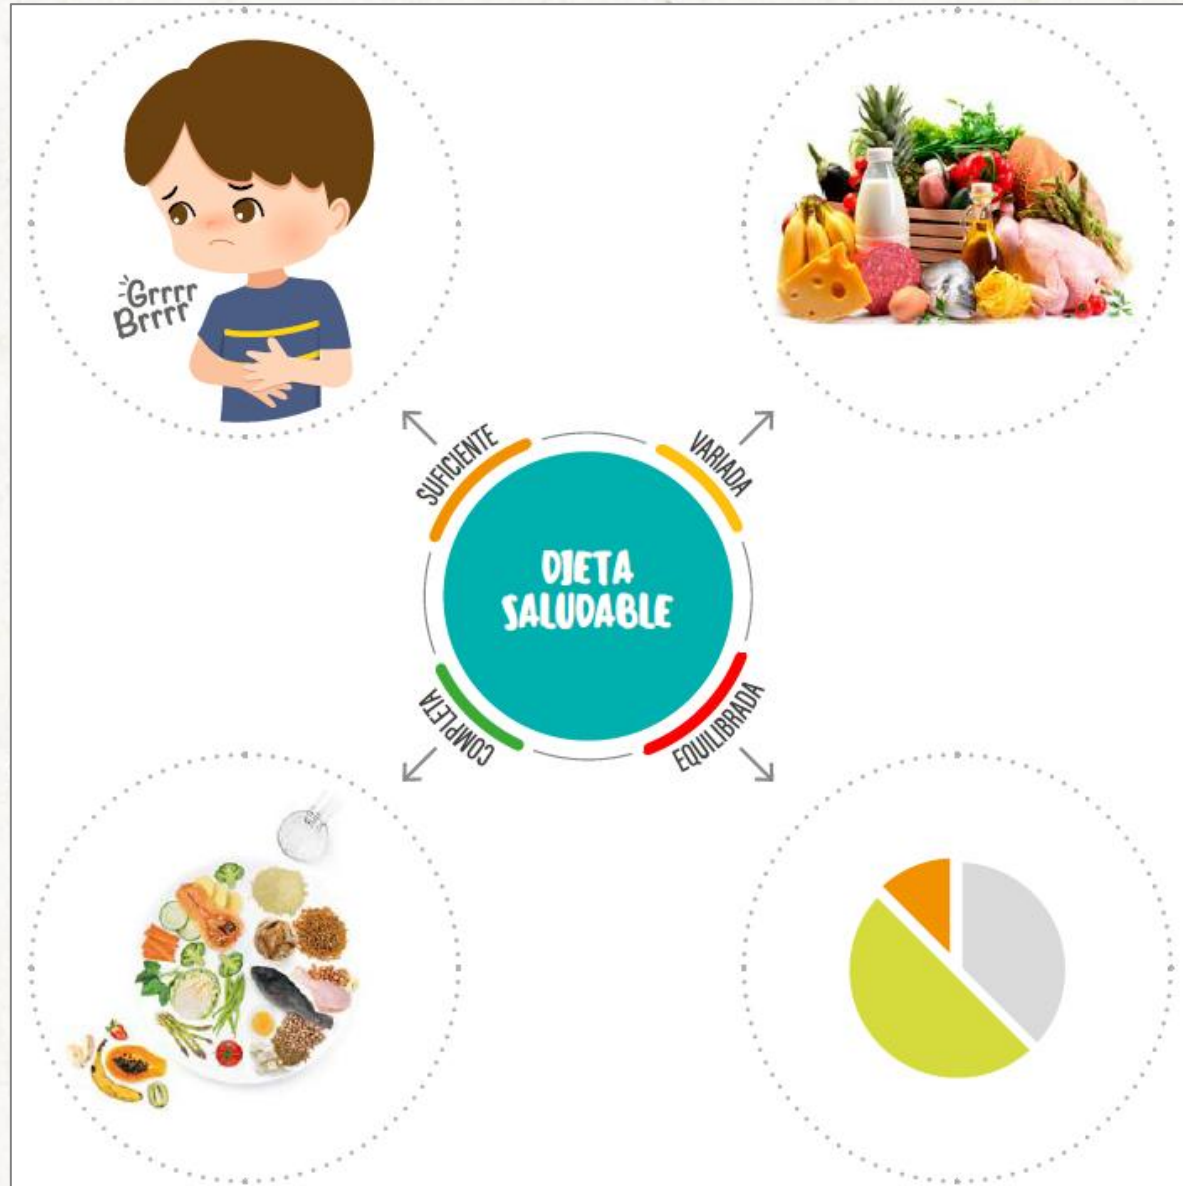 Grrrr
Brrrr
SUFICIENTE
VARIADA
DIETA
SALUDABLE
COMPLETA
EQUILIBRADA